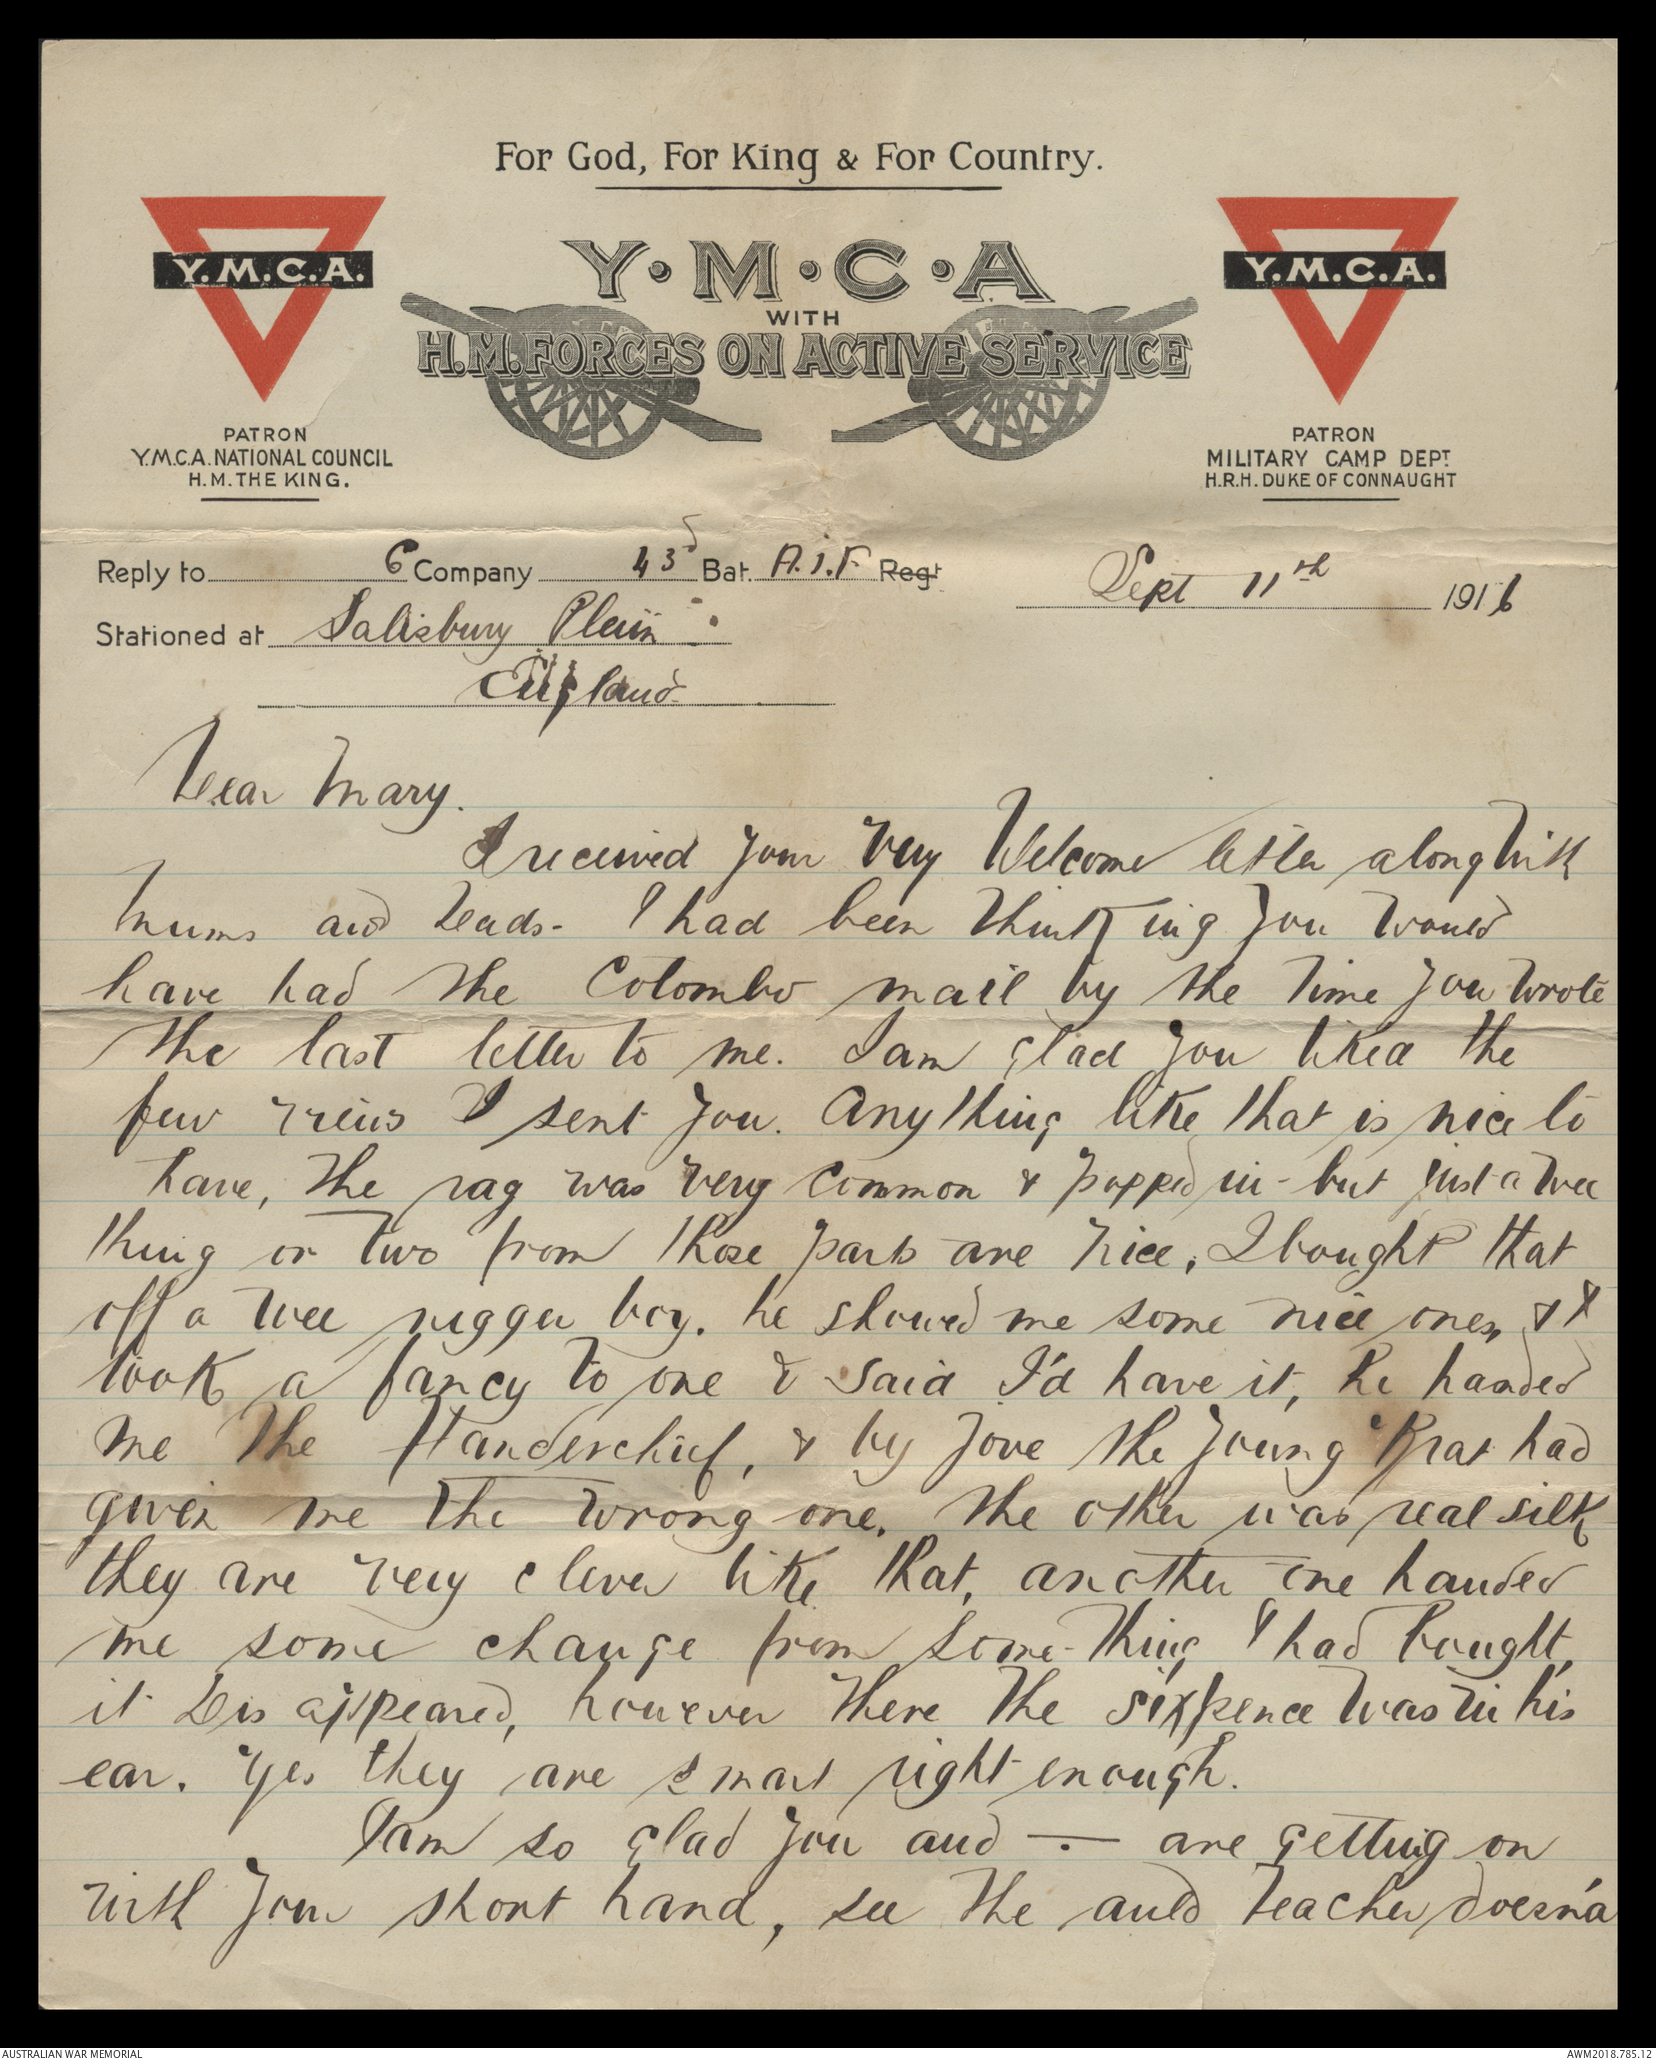 For God, For King & For Country.
Y.M.C.A.
Y·M·C·A
WITH
H.M. FORCES ON ACTIVE SERVICE
Y.M.C.A.
PATRON
Y.M.C.A. NATIONAL COUNCIL
H.M. THE KING.
PATRON
MILITARY CAMP DEPT.
H.R.H. DUKE OF CONNAUGHT
Reply to C Company 43d Bat. A.I.F Regt
Sept 11th 1916
Stationed at Salisbury Plain
England
Dear Mary.
I received your very Welcome letter along with
Mums and Dads- I had been thinking you would
have had the Colombo mail by the time you wrote
the last letter to me. I am glad you liked the
few views I sent you. Anything like that is nice to
have, the rag was very common & popped in - but just a wee
thing or two from those parts are nice, I bought that
off a wee nigger boy. he showed me some nice ones, & I
took a fancy to one & said I'd have it, he handed
me the Handerchief, & by Jove the young Brat had
given me the wrong one, the other was real silk
they are very clever like that, another one handed
me some change from some-thing I had bought,
it Disappeared, however there the sixpence was in his
ear. Yes they are smart right enough.
I am so glad you and — . — are getting on
with your short hand, see the auld teacher doesna
AUSTRALIAN WAR MEMORIAL
AWM2018.785.12